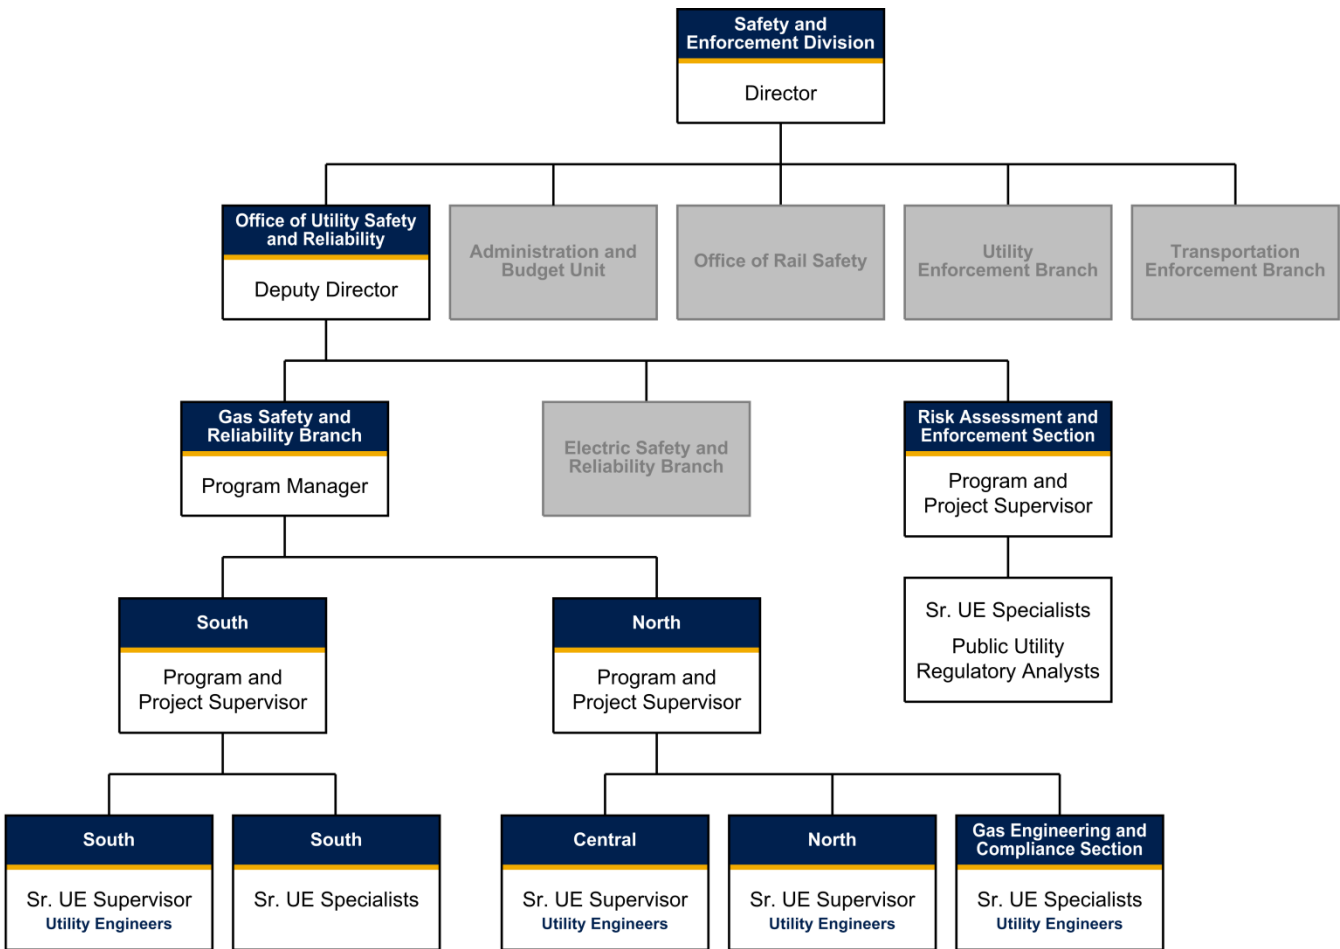 Safety and
Enforcement Division
Director
Office of Utility Safety
and Reliability
Deputy Director
Administration and
Budget Unit
Office of Rail Safety
Utility
Enforcement Branch
Transportation
Enforcement Branch
Gas Safety and
Reliability Branch
Program Manager
Electric Safety and
Reliability Branch
Risk Assessment and
Enforcement Section
Program and
Project Supervisor
Sr. UE Specialists
Public Utility
Regulatory Analysts
South
Program and
Project Supervisor
North
Program and
Project Supervisor
South
Sr. UE Supervisor
Utility Engineers
South
Sr. UE Specialists
Central
Sr. UE Supervisor
Utility Engineers
North
Sr. UE Supervisor
Utility Engineers
Gas Engineering and
Compliance Section
Sr. UE Specialists
Utility Engineers